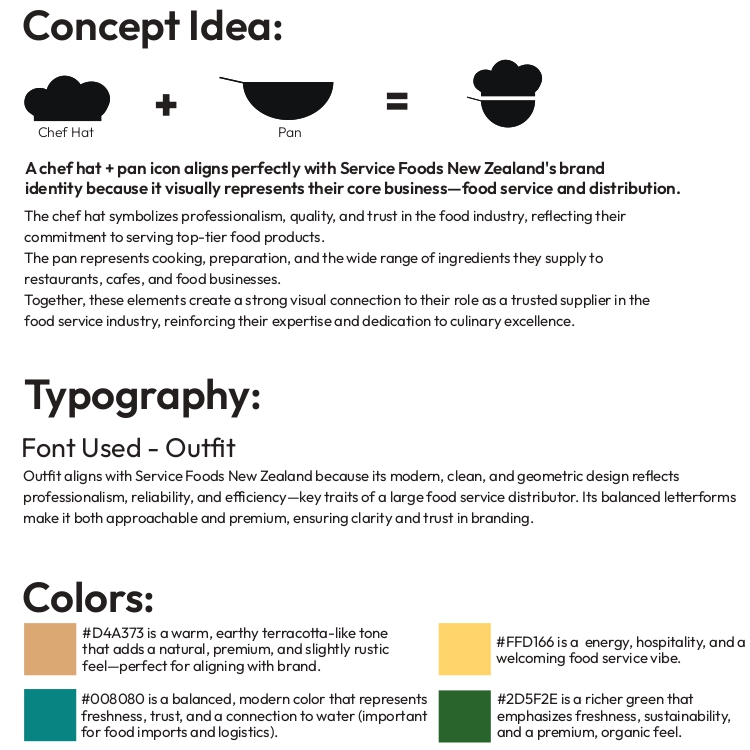 Concept Idea:
+
=
Chef Hat
Pan
A chef hat + pan icon aligns perfectly with Service Foods New Zealand's brand
identity because it visually represents their core business—food service and distribution.
The chef hat symbolizes professionalism, quality, and trust in the food industry, reflecting their
commitment to serving top-tier food products.
The pan represents cooking, preparation, and the wide range of ingredients they supply to
restaurants, cafes, and food businesses.
Together, these elements create a strong visual connection to their role as a trusted supplier in the
food service industry, reinforcing their expertise and dedication to culinary excellence.
Typography:
Font Used - Outfit
Outfit aligns with Service Foods New Zealand because its modern, clean, and geometric design reflects
professionalism, reliability, and efficiency—key traits of a large food service distributor. Its balanced letterforms
make it both approachable and premium, ensuring clarity and trust in branding.
Colors:
#D4A373 is a warm, earthy terracotta-like tone
that adds a natural, premium, and slightly rustic
feel—perfect for aligning with brand.
#FFD166 is a energy, hospitality, and a
welcoming food service vibe.
#008080 is a balanced, modern color that represents
freshness, trust, and a connection to water (important
for food imports and logistics).
#2D5F2E is a richer green that
emphasizes freshness, sustainability,
and a premium, organic feel.